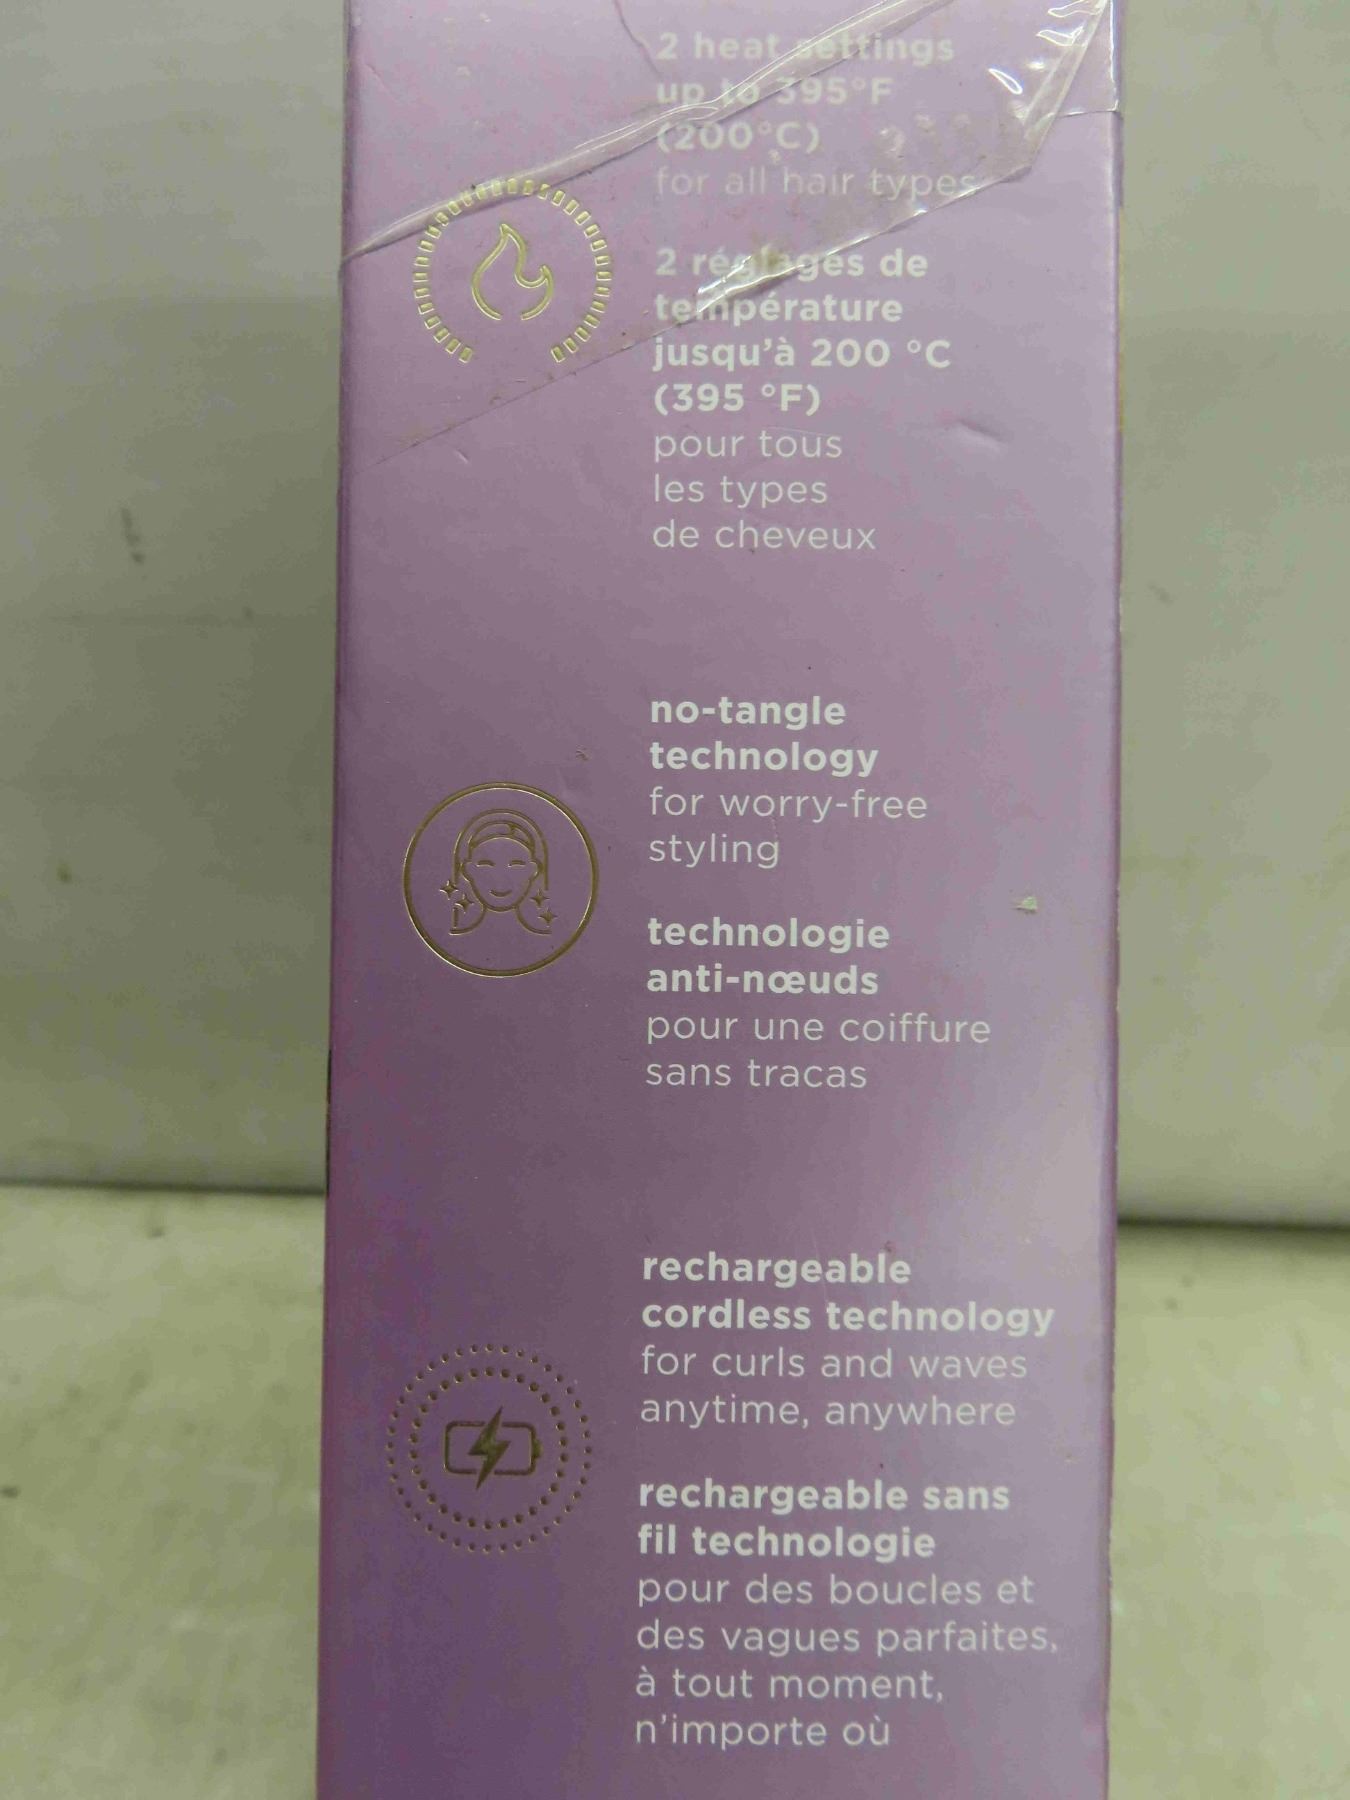 2 heat settings
up to 395°F
(200°C)
for all hair types
2 réglages de
température
jusqu'à 200 °C
(395 °F)
pour tous
les types
de cheveux
no-tangle
technology
for worry-free
styling
technologie
anti-nœuds
pour une coiffure
sans tracas
rechargeable
cordless technology
for curls and waves
anytime, anywhere
rechargeable sans
fil technologie
pour des boucles et
des vagues parfaites,
à tout moment,
n'importe où